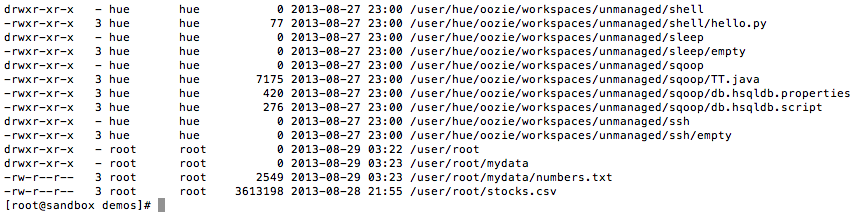 drwxr-xr-x   - hue       hue             0 2013-08-27 23:00 /user/hue/oozie/workspaces/unmanaged/shell
-rwxr-xr-x   3 hue       hue            77 2013-08-27 23:00 /user/hue/oozie/workspaces/unmanaged/shell/hello.py
drwxr-xr-x   - hue       hue             0 2013-08-27 23:00 /user/hue/oozie/workspaces/unmanaged/sleep
-rwxr-xr-x   3 hue       hue             0 2013-08-27 23:00 /user/hue/oozie/workspaces/unmanaged/sleep/empty
drwxr-xr-x   - hue       hue             0 2013-08-27 23:00 /user/hue/oozie/workspaces/unmanaged/sqoop
-rwxr-xr-x   3 hue       hue          7175 2013-08-27 23:00 /user/hue/oozie/workspaces/unmanaged/sqoop/TT.java
-rwxr-xr-x   3 hue       hue           420 2013-08-27 23:00 /user/hue/oozie/workspaces/unmanaged/sqoop/db.hsqldb.properties
-rwxr-xr-x   3 hue       hue           276 2013-08-27 23:00 /user/hue/oozie/workspaces/unmanaged/sqoop/db.hsqldb.script
drwxr-xr-x   - hue       hue             0 2013-08-27 23:00 /user/hue/oozie/workspaces/unmanaged/ssh
-rwxr-xr-x   3 hue       hue             0 2013-08-27 23:00 /user/hue/oozie/workspaces/unmanaged/ssh/empty
drwxr-xr-x   - root      root            0 2013-08-29 03:22 /user/root
drwxr-xr-x   - root      root            0 2013-08-29 03:23 /user/root/mydata
-rw-r--r--   3 root      root         2549 2013-08-29 03:23 /user/root/mydata/numbers.txt
-rw-r--r--   3 root      root      3613198 2013-08-28 21:55 /user/root/stocks.csv
[root@sandbox demos]#